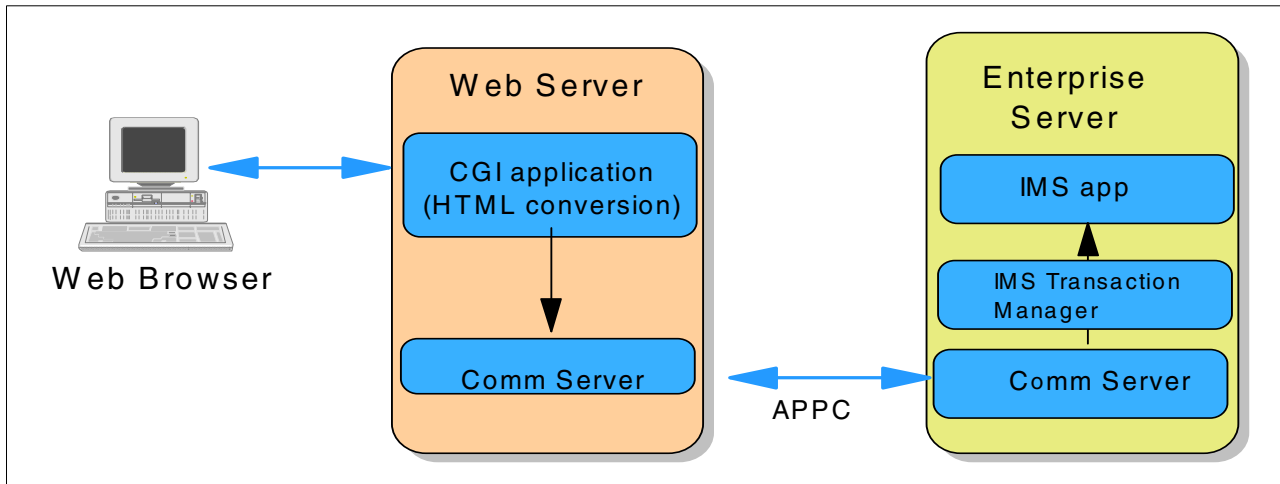 Web Browser
Web Server
CGI application
(HTML conversion)
Comm Server
APPC
Enterprise
Server
IMS app
IMS Transaction
Manager
Comm Server